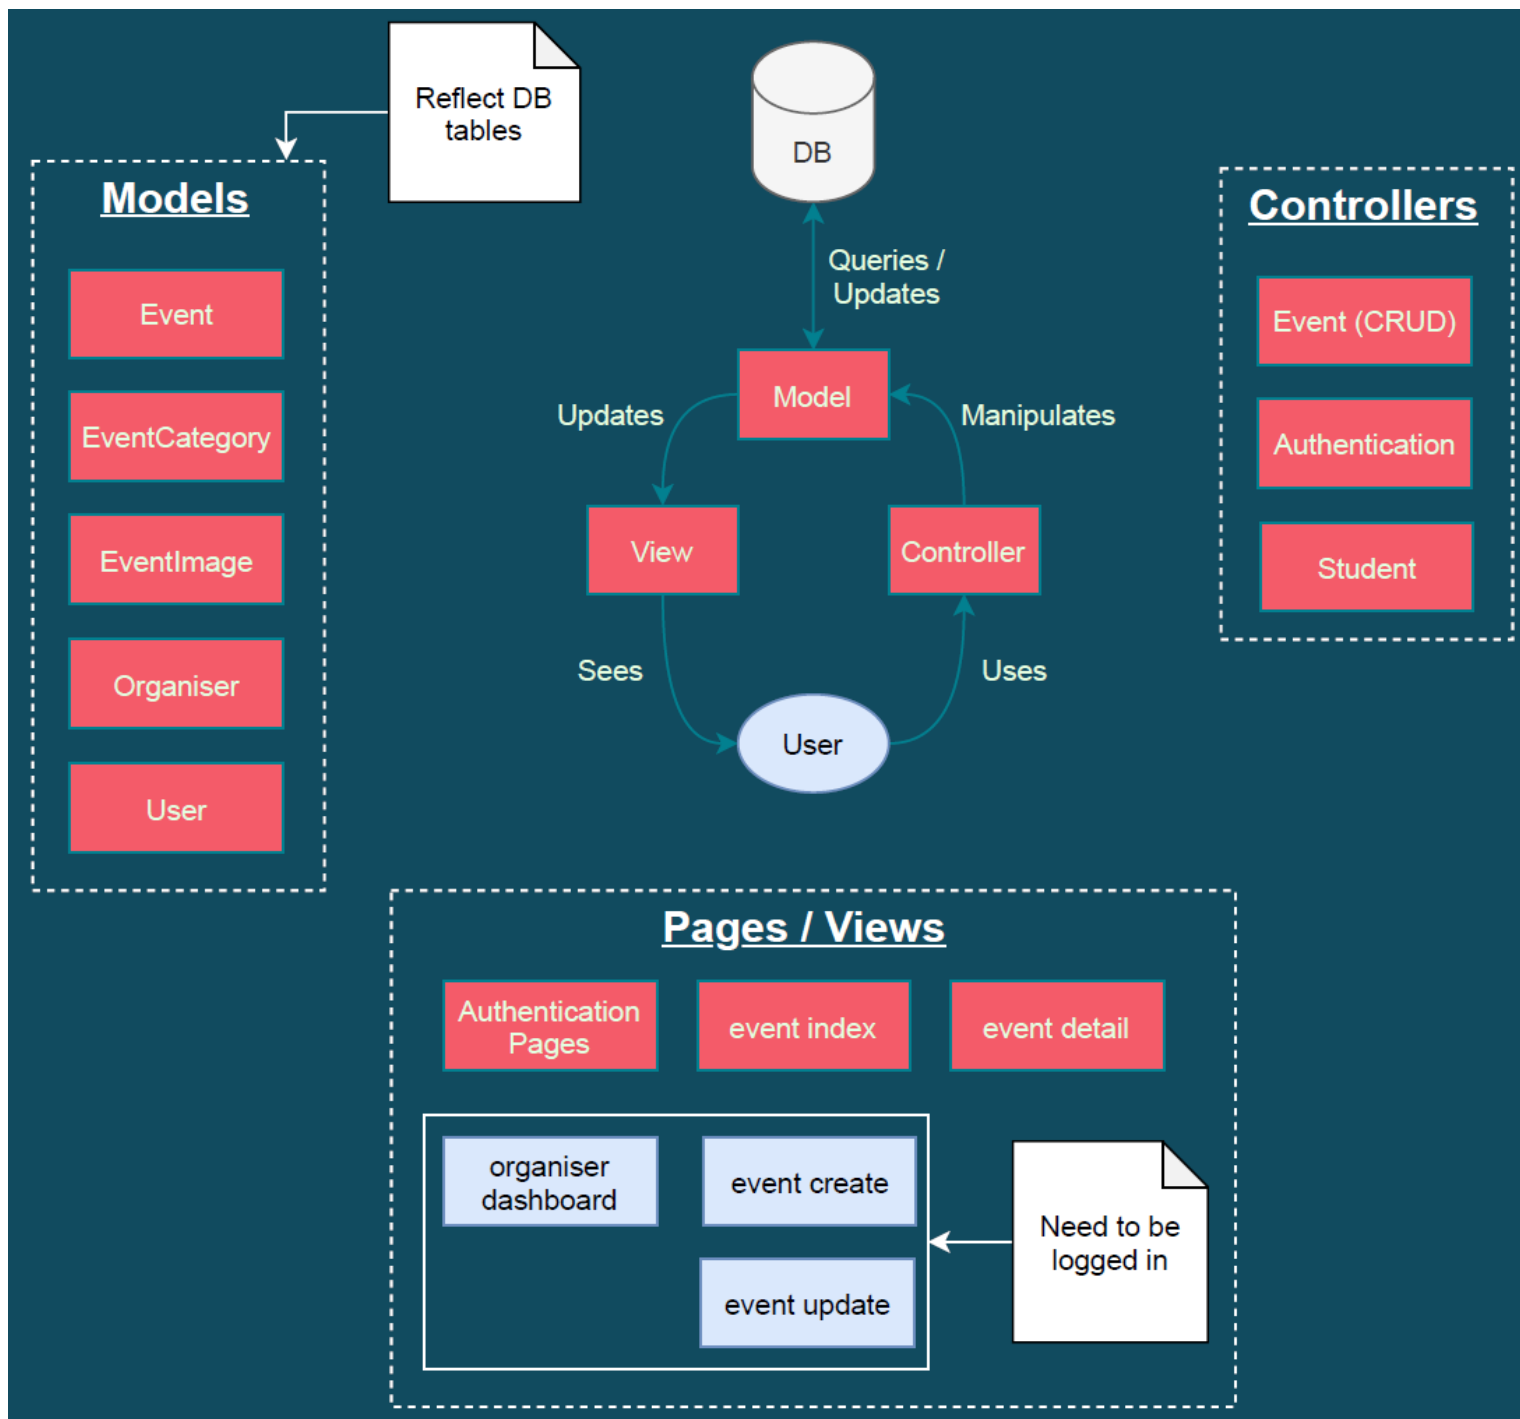 Reflect DB
tables
DB
Models
Event
EventCategory
EventImage
Organiser
User
Queries /
Updates
Model
Updates
Manipulates
View
Controller
Sees
Uses
User
Controllers
Event (CRUD)
Authentication
Student
Pages / Views
Authentication
Pages
event index
event detail
organiser
dashboard
event create
event update
Need to be
logged in